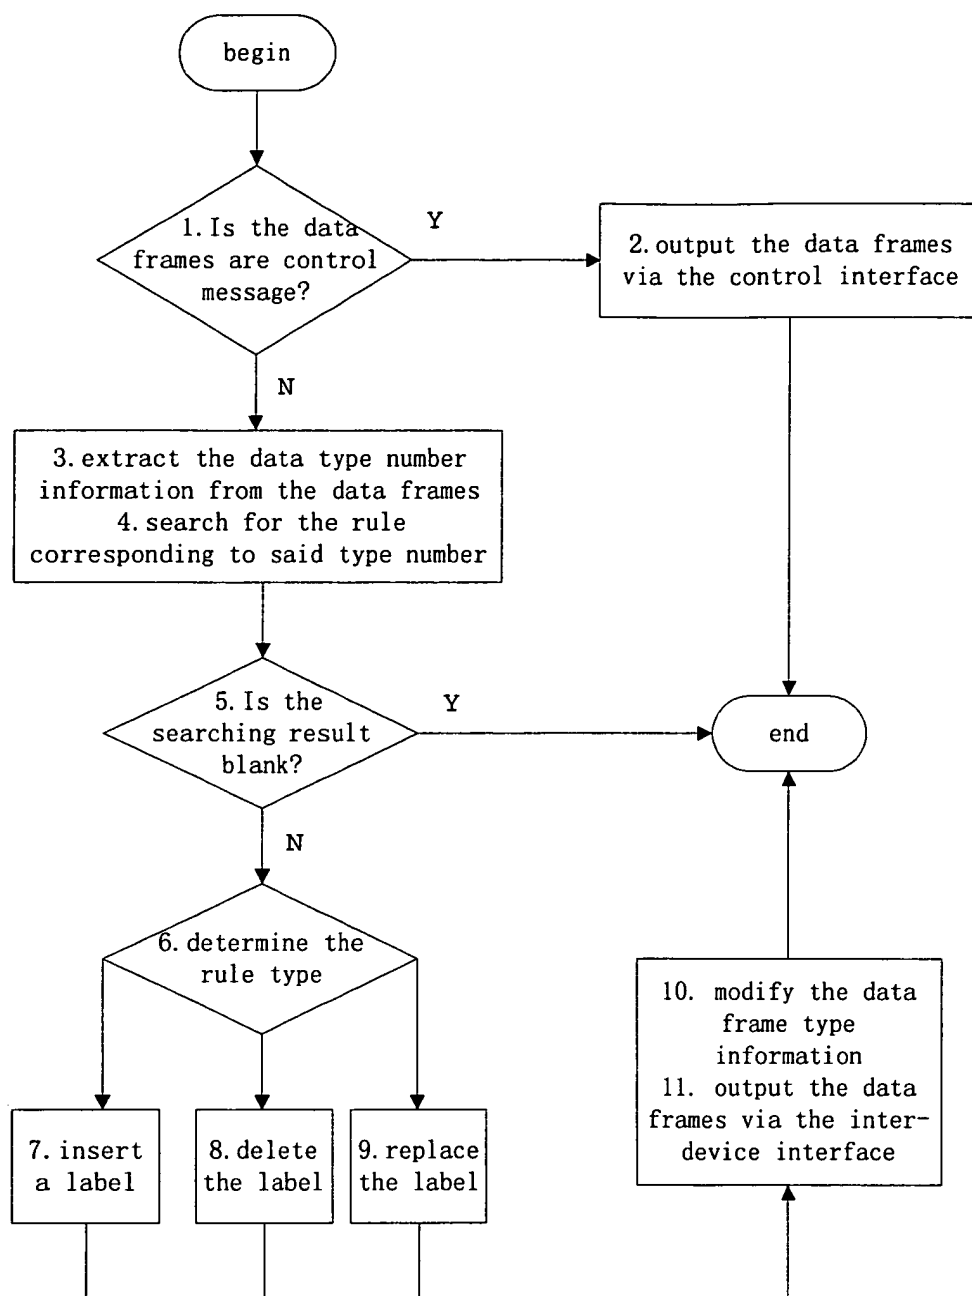 begin
1. Is the data
frames are control
message?
Y
2. output the data frames
via the control interface
N
3. extract the data type number
information from the data frames
4. search for the rule
corresponding to said type number
5. Is the
searching result
blank?
Y
end
N
6. determine the
rule type
10. modify the data
frame type
information
11. output the data
frames via the inter-
device interface
7. insert
a label
8. delete
the label
9. replace
the label